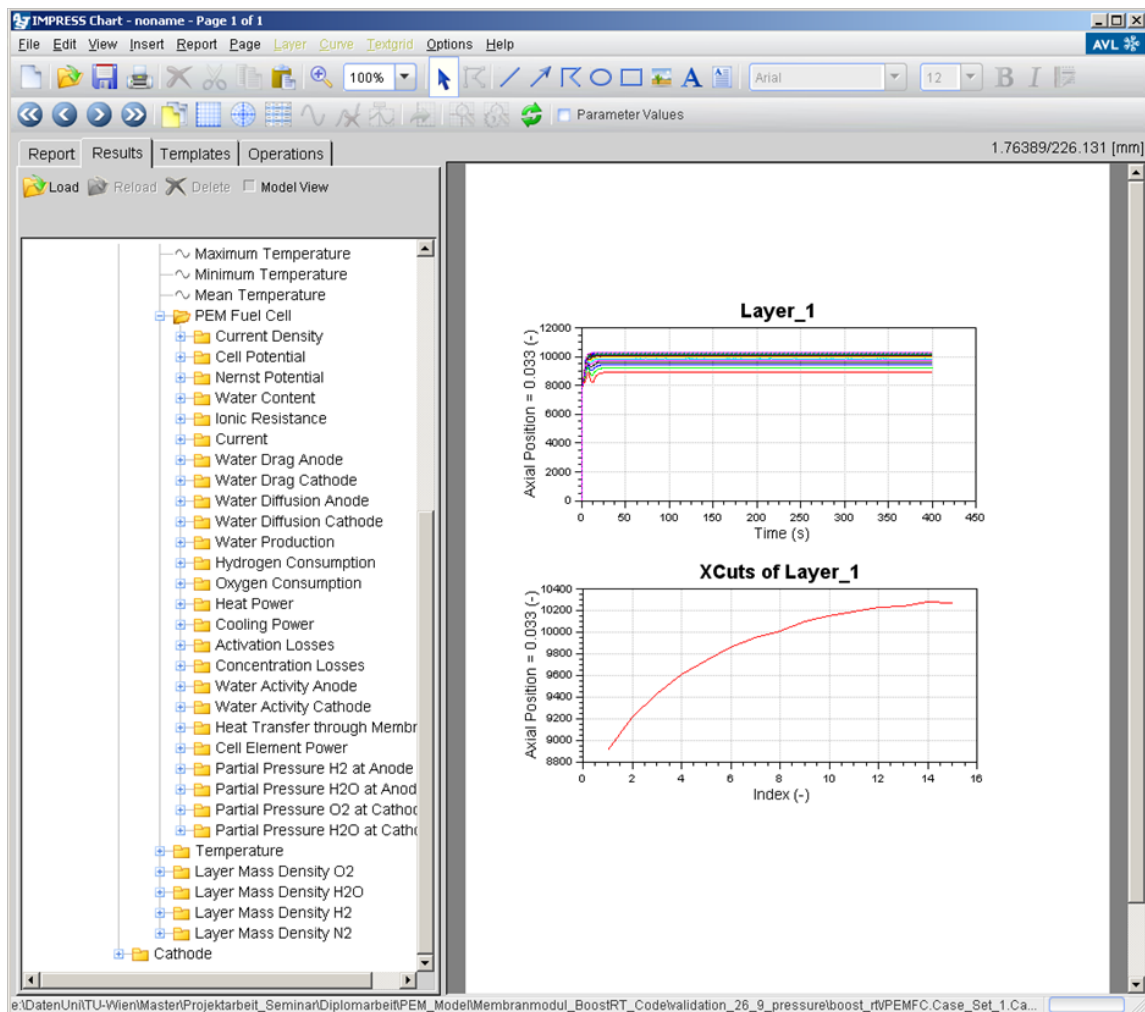 IMPRESS Chart - noname - Page 1 of 1
File Edit View Insert Report Page Layer Curve Textgrid Options Help
AVL
100%
A
Arial
12
B I
Parameter Values
Report Results Templates Operations
1.76389/226.131 [mm]
Load Reload Delete Model View
Maximum Temperature
Minimum Temperature
Mean Temperature
PEM Fuel Cell
Current Density
Cell Potential
Nernst Potential
Water Content
Ionic Resistance
Current
Water Drag Anode
Water Drag Cathode
Water Diffusion Anode
Water Diffusion Cathode
Water Production
Hydrogen Consumption
Oxygen Consumption
Heat Power
Cooling Power
Activation Losses
Concentration Losses
Water Activity Anode
Water Activity Cathode
Heat Transfer through Membr
Cell Element Power
Partial Pressure H2 at Anode
Partial Pressure H2O at Anod
Partial Pressure O2 at Cathod
Partial Pressure H2O at Catho
Temperature
Layer Mass Density O2
Layer Mass Density H2O
Layer Mass Density H2
Layer Mass Density N2
Cathode
Layer_1
Axial Position = 0.033 (-)
12000
10000
8000
6000
4000
2000
0
0 50 100 150 200 250 300 350 400 450
Time (s)
XCuts of Layer_1
Axial Position = 0.033 (-)
10400
10200
10000
9800
9600
9400
9200
9000
8800
0 2 4 6 8 10 12 14 16
Index (-)
e:\DatenUni\TU-Wien\Master\Projektarbeit_Seminar\Diplomarbeit\PEM_Model\Membranmodul_BoostRT_Code\validation_26_9_pressure\boost_rt\PEMFC.Case_Set_1.Ca...